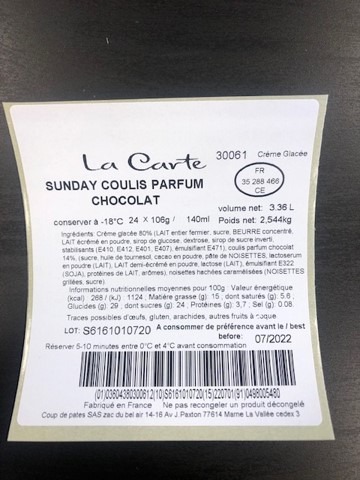 La Carte 30061 Crème Glacée
SUNDAY COULIS PARFUM
CHOCOLAT
FR
35 288 466
CE
volume net: 3.36 L
conserver à -18°C 24 X 106g / 140ml Poids net: 2,544kg
Ingrédients: Crème glacée 60% (LAIT entier fermier, sucre, BEURRE concentré,
LAIT écrémé en poudre, sirop de glucose, dextrose, sirop de sucre inverti,
stabilisants (E410, E412, E401, E407), émulsifiant E471), coulis parfum chocolat
14%, (sucre, huile de tournesol, cacao en poudre, pâte de NOISETTES, lactoserum
en poudre (LAIT), LAIT demi-écrémé en poudre, lactose (LAIT), émulsifiant E322
(SOJA), protéines de LAIT, arômes), noisettes hachées caramélisées (NOISETTES
grillées, sucre)
Informations nutritionnelles moyennes pour 100g : Valeur énergétique
(kcal) : 268 / (kJ) : 1124 ; Matière grasse (g): 15 ; dont saturés (g): 5.6 ;
Glucides (g): 29 ; dont sucres (g): 24 ; Protéines (g): 3,7 ; Sel (g): 0.08.
Traces possibles d'œufs, gluten, arachides, autres fruits à coque
LOT: S6161010720 A consommer de préférence avant le / best
before: 07/2022
Réserver 5-10 minutes entre 0°C et 4°C avant consommation
(01)03604380300612(10)S6161010720(15)220701(91)0498005460
Fabriqué en France Ne pas recongeler un produit décongelé
Coup de pates SAS zac du bel air 14-16 Av J.Paxton 77614 Marne La Vallée cedex 3